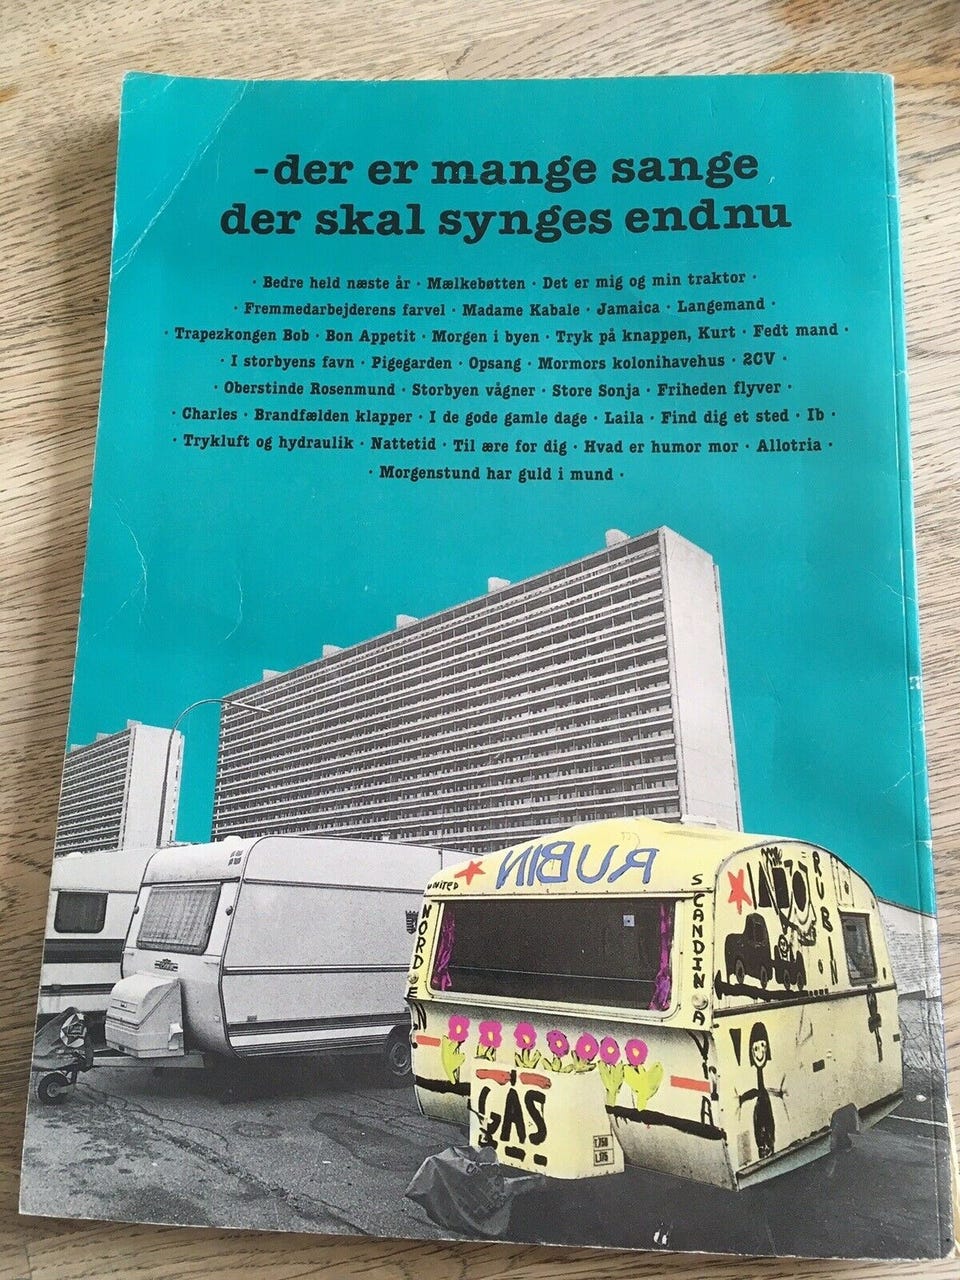 -der er mange sange
der skal synges endnu
· Bedre held næste år · Mælkebøtten · Det er mig og min traktor ·
· Fremmedarbejderens farvel · Madame Kabale · Jamaica · Langemand ·
· Trapezkongen Bob · Bon Appetit · Morgen i byen · Tryk på knappen, Kurt · Fedt mand ·
· I storbyens favn · Pigegarden · Opsang · Mormors kolonihavehus · 2CV ·
· Oberstinde Rosenmund · Storbyen vågner · Store Sonja · Friheden flyver ·
· Charles · Brandfælden klapper · I de gode gamle dage · Laila · Find dig et sted · Ib ·
· Trykluft og hydraulik · Nattetid · Til ære for dig · Hvad er humor mor · Allotria ·
· Morgenstund har guld i mund ·
UNITED
RUBIN
NORDEN
SCANDINAVIA
RUBIN
GAS